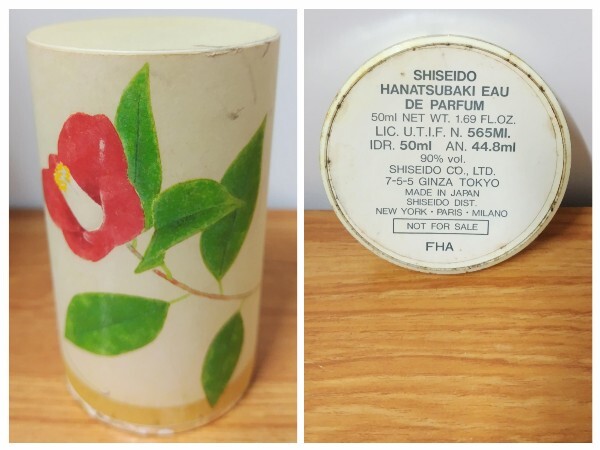 SHISEIDO
HANATSUBAKI EAU
DE PARFUM
50ml NET WT. 1.69 FL.OZ.
LIC. U.T.I.F. N. 565MI.
IDR. 50ml AN. 44.8ml
90% vol.
SHISEIDO CO., LTD.
7-5-5 GINZA TOKYO
MADE IN JAPAN
SHISEIDO DIST.
NEW YORK · PARIS · MILANO
NOT FOR SALE
FHA